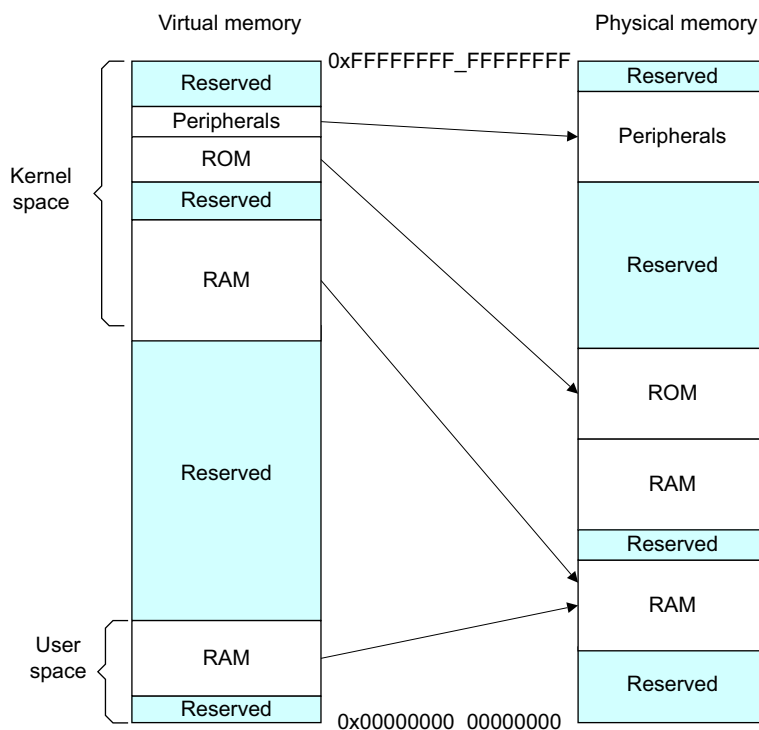 Virtual memory
Physical memory
0xFFFFFFFF_FFFFFFFF
Kernel
space
User
space
Reserved
Peripherals
ROM
Reserved
RAM
Reserved
RAM
Reserved
0x00000000 00000000
Reserved
Peripherals
Reserved
ROM
RAM
Reserved
RAM
Reserved